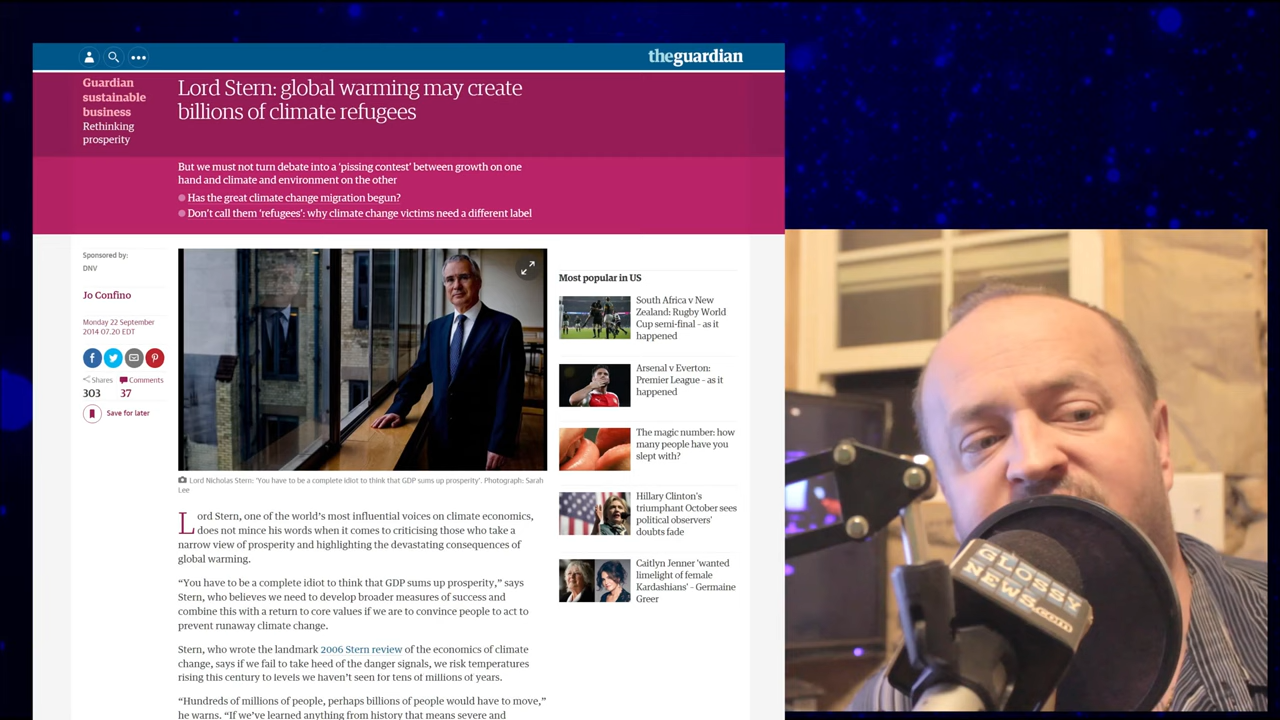 theguardian
Guardian
sustainable
business
Rethinking
prosperity
Lord Stern: global warming may create
billions of climate refugees
But we must not turn debate into a ‘pissing contest’ between growth on one
hand and climate and environment on the other
Has the great climate change migration begun?
Don’t call them ‘refugees’: why climate change victims need a different label
Sponsored by:
DNV
Jo Confino
Monday 22 September
2014 07.20 EDT
Shares
303
Comments
37
Save for later
Lord Nicholas Stern: ‘You have to be a complete idiot to think that GDP sums up prosperity’. Photograph: Sarah
Lee
Lord Stern, one of the world’s most influential voices on climate economics,
does not mince his words when it comes to criticising those who take a
narrow view of prosperity and highlighting the devastating consequences of
global warming.
“You have to be a complete idiot to think that GDP sums up prosperity,” says
Stern, who believes we need to develop broader measures of success and
combine this with a return to core values if we are to convince people to act to
prevent runaway climate change.
Stern, who wrote the landmark 2006 Stern review of the economics of climate
change, says if we fail to take heed of the danger signals, we risk temperatures
rising this century to levels we haven’t seen for tens of millions of years.
“Hundreds of millions of people, perhaps billions of people would have to move,”
he warns. “If we’ve learned anything from history that means severe and
Most popular in US
South Africa v New
Zealand: Rugby World
Cup semi-final – as it
happened
Arsenal v Everton:
Premier League – as it
happened
The magic number: how
many people have you
slept with?
Hillary Clinton’s
triumphant October sees
political observers’
doubts fade
Caitlyn Jenner ‘wanted
limelight of female
Kardashians’ – Germaine
Greer
GLOSSY
NEWS.com